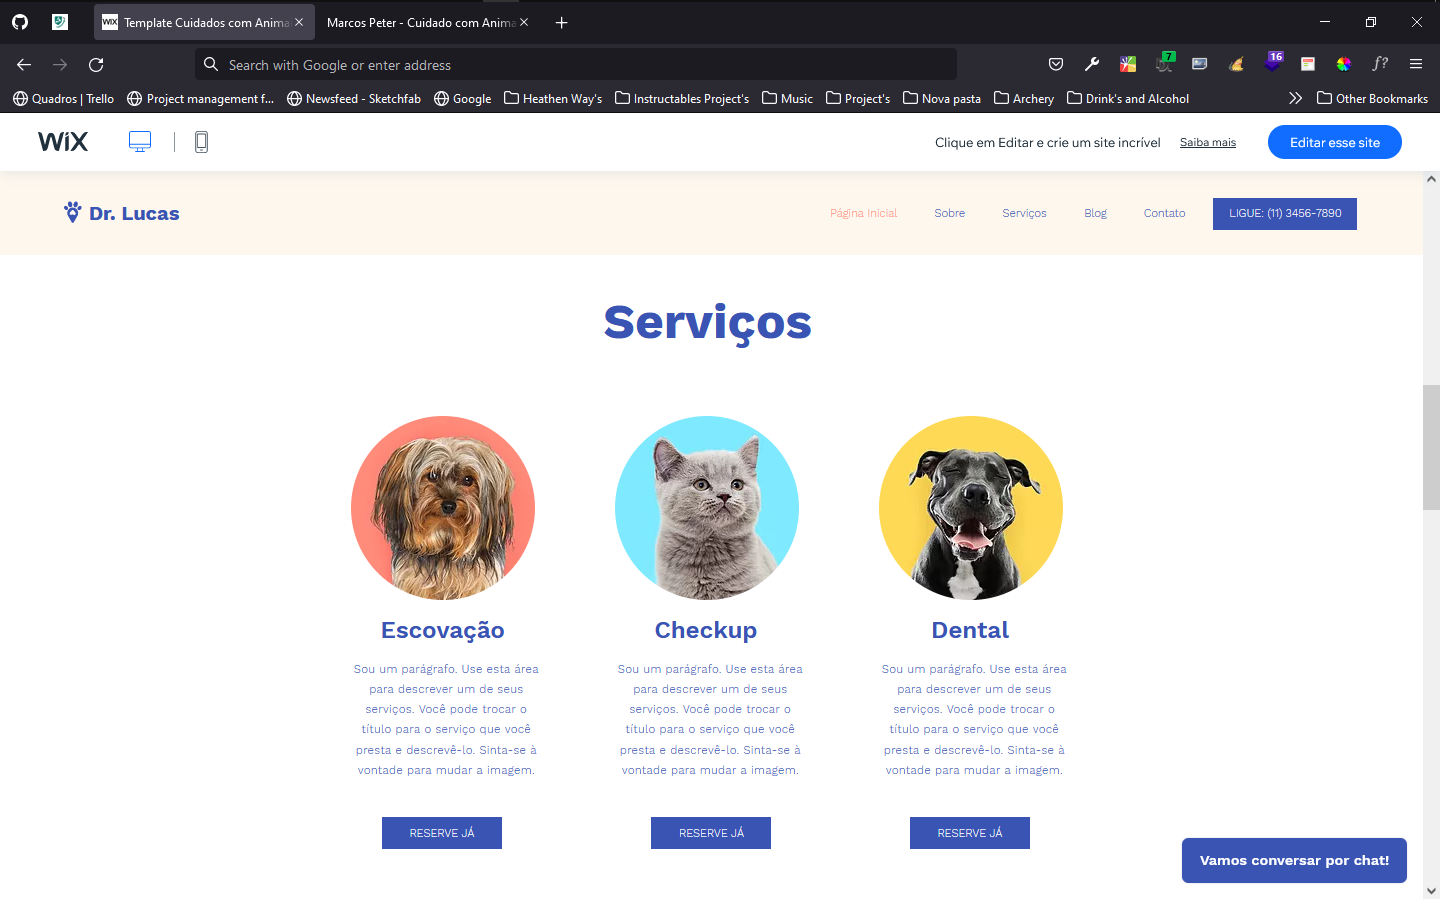 WiX Template Cuidados com Anima
Marcos Peter - Cuidado com Anima
Search with Google or enter address
7
16
f?
Quadros | Trello
Project management f...
Newsfeed - Sketchfab
Google
Heathen Way's
Instructables Project's
Music
Project's
Nova pasta
Archery
Drink's and Alcohol
Other Bookmarks
WiX
Clique em Editar e crie um site incrível
Saiba mais
Editar esse site
Dr. Lucas
Página Inicial
Sobre
Serviços
Blog
Contato
LIGUE: (11) 3456-7890
Serviços
Escovação
Sou um parágrafo. Use esta área
para descrever um de seus
serviços. Você pode trocar o
título para o serviço que você
presta e descrevê-lo. Sinta-se à
vontade para mudar a imagem.
RESERVE JÁ
Checkup
Sou um parágrafo. Use esta área
para descrever um de seus
serviços. Você pode trocar o
título para o serviço que você
presta e descrevê-lo. Sinta-se à
vontade para mudar a imagem.
RESERVE JÁ
Dental
Sou um parágrafo. Use esta área
para descrever um de seus
serviços. Você pode trocar o
título para o serviço que você
presta e descrevê-lo. Sinta-se à
vontade para mudar a imagem.
RESERVE JÁ
Vamos conversar por chat!